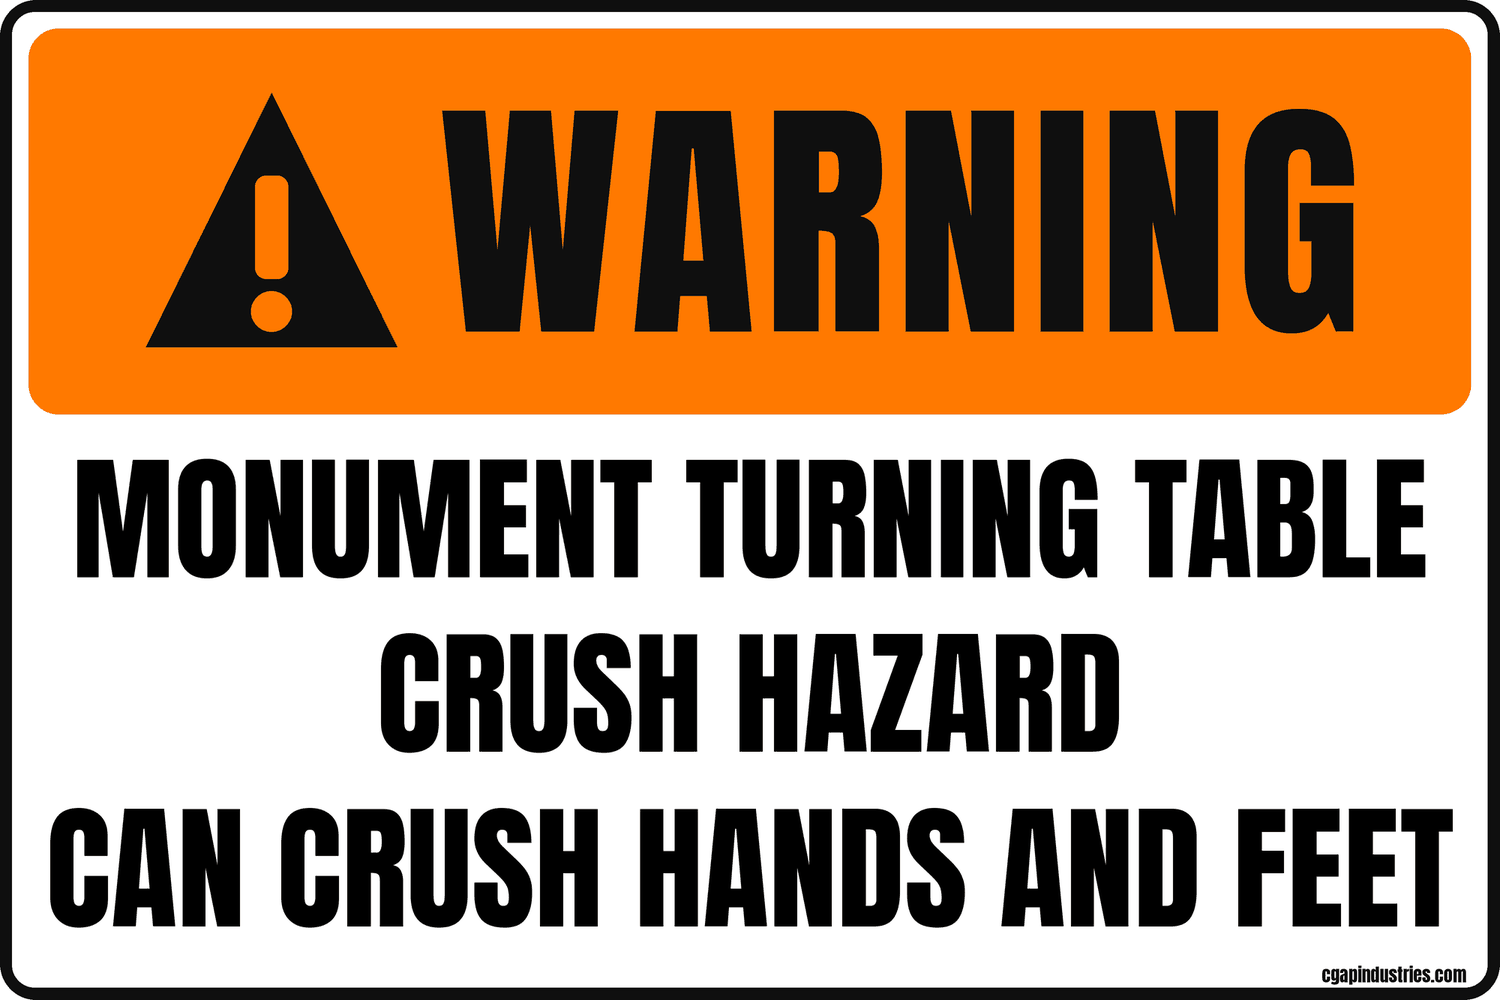 WARNING
MONUMENT TURNING TABLE
CRUSH HAZARD
CAN CRUSH HANDS AND FEET
cgapindustries.com